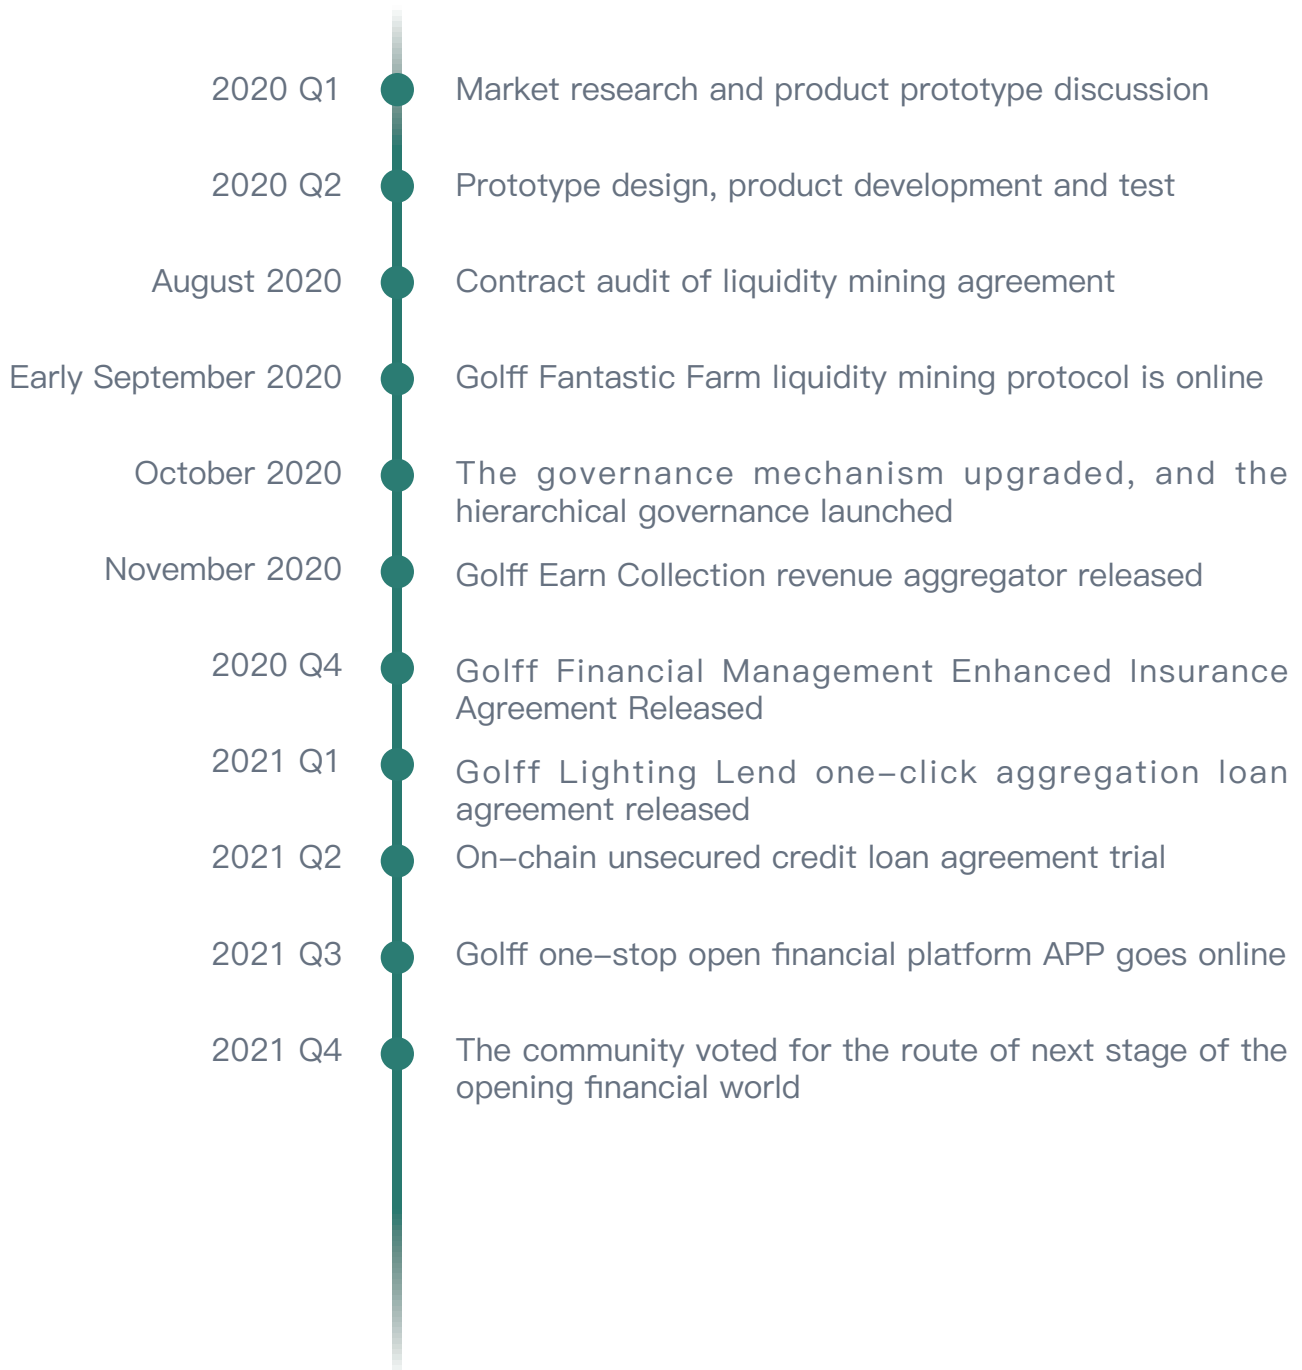 2020 Q1
Market research and product prototype discussion
2020 Q2
Prototype design, product development and test
August 2020
Contract audit of liquidity mining agreement
Early September 2020
Golff Fantastic Farm liquidity mining protocol is online
October 2020
The governance mechanism upgraded, and the
hierarchical governance launched
November 2020
Golff Earn Collection revenue aggregator released
2020 Q4
Golff Financial Management Enhanced Insurance
Agreement Released
2021 Q1
Golff Lighting Lend one–click aggregation loan
agreement released
2021 Q2
On–chain unsecured credit loan agreement trial
2021 Q3
Golff one–stop open financial platform APP goes online
2021 Q4
The community voted for the route of next stage of the
opening financial world